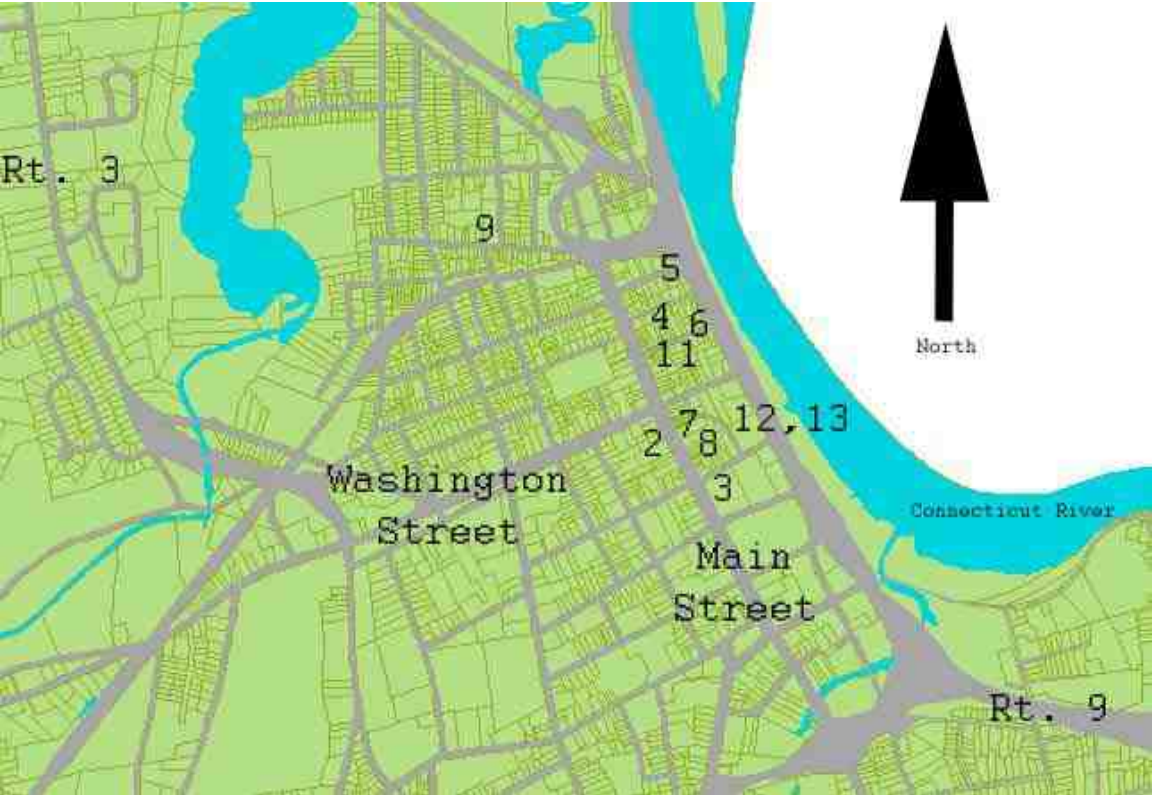 Rt. 3
9
5
4 6
11
North
12,13
7
2 8
Washington
Street
3
Connecticut River
Main
Street
Rt. 9